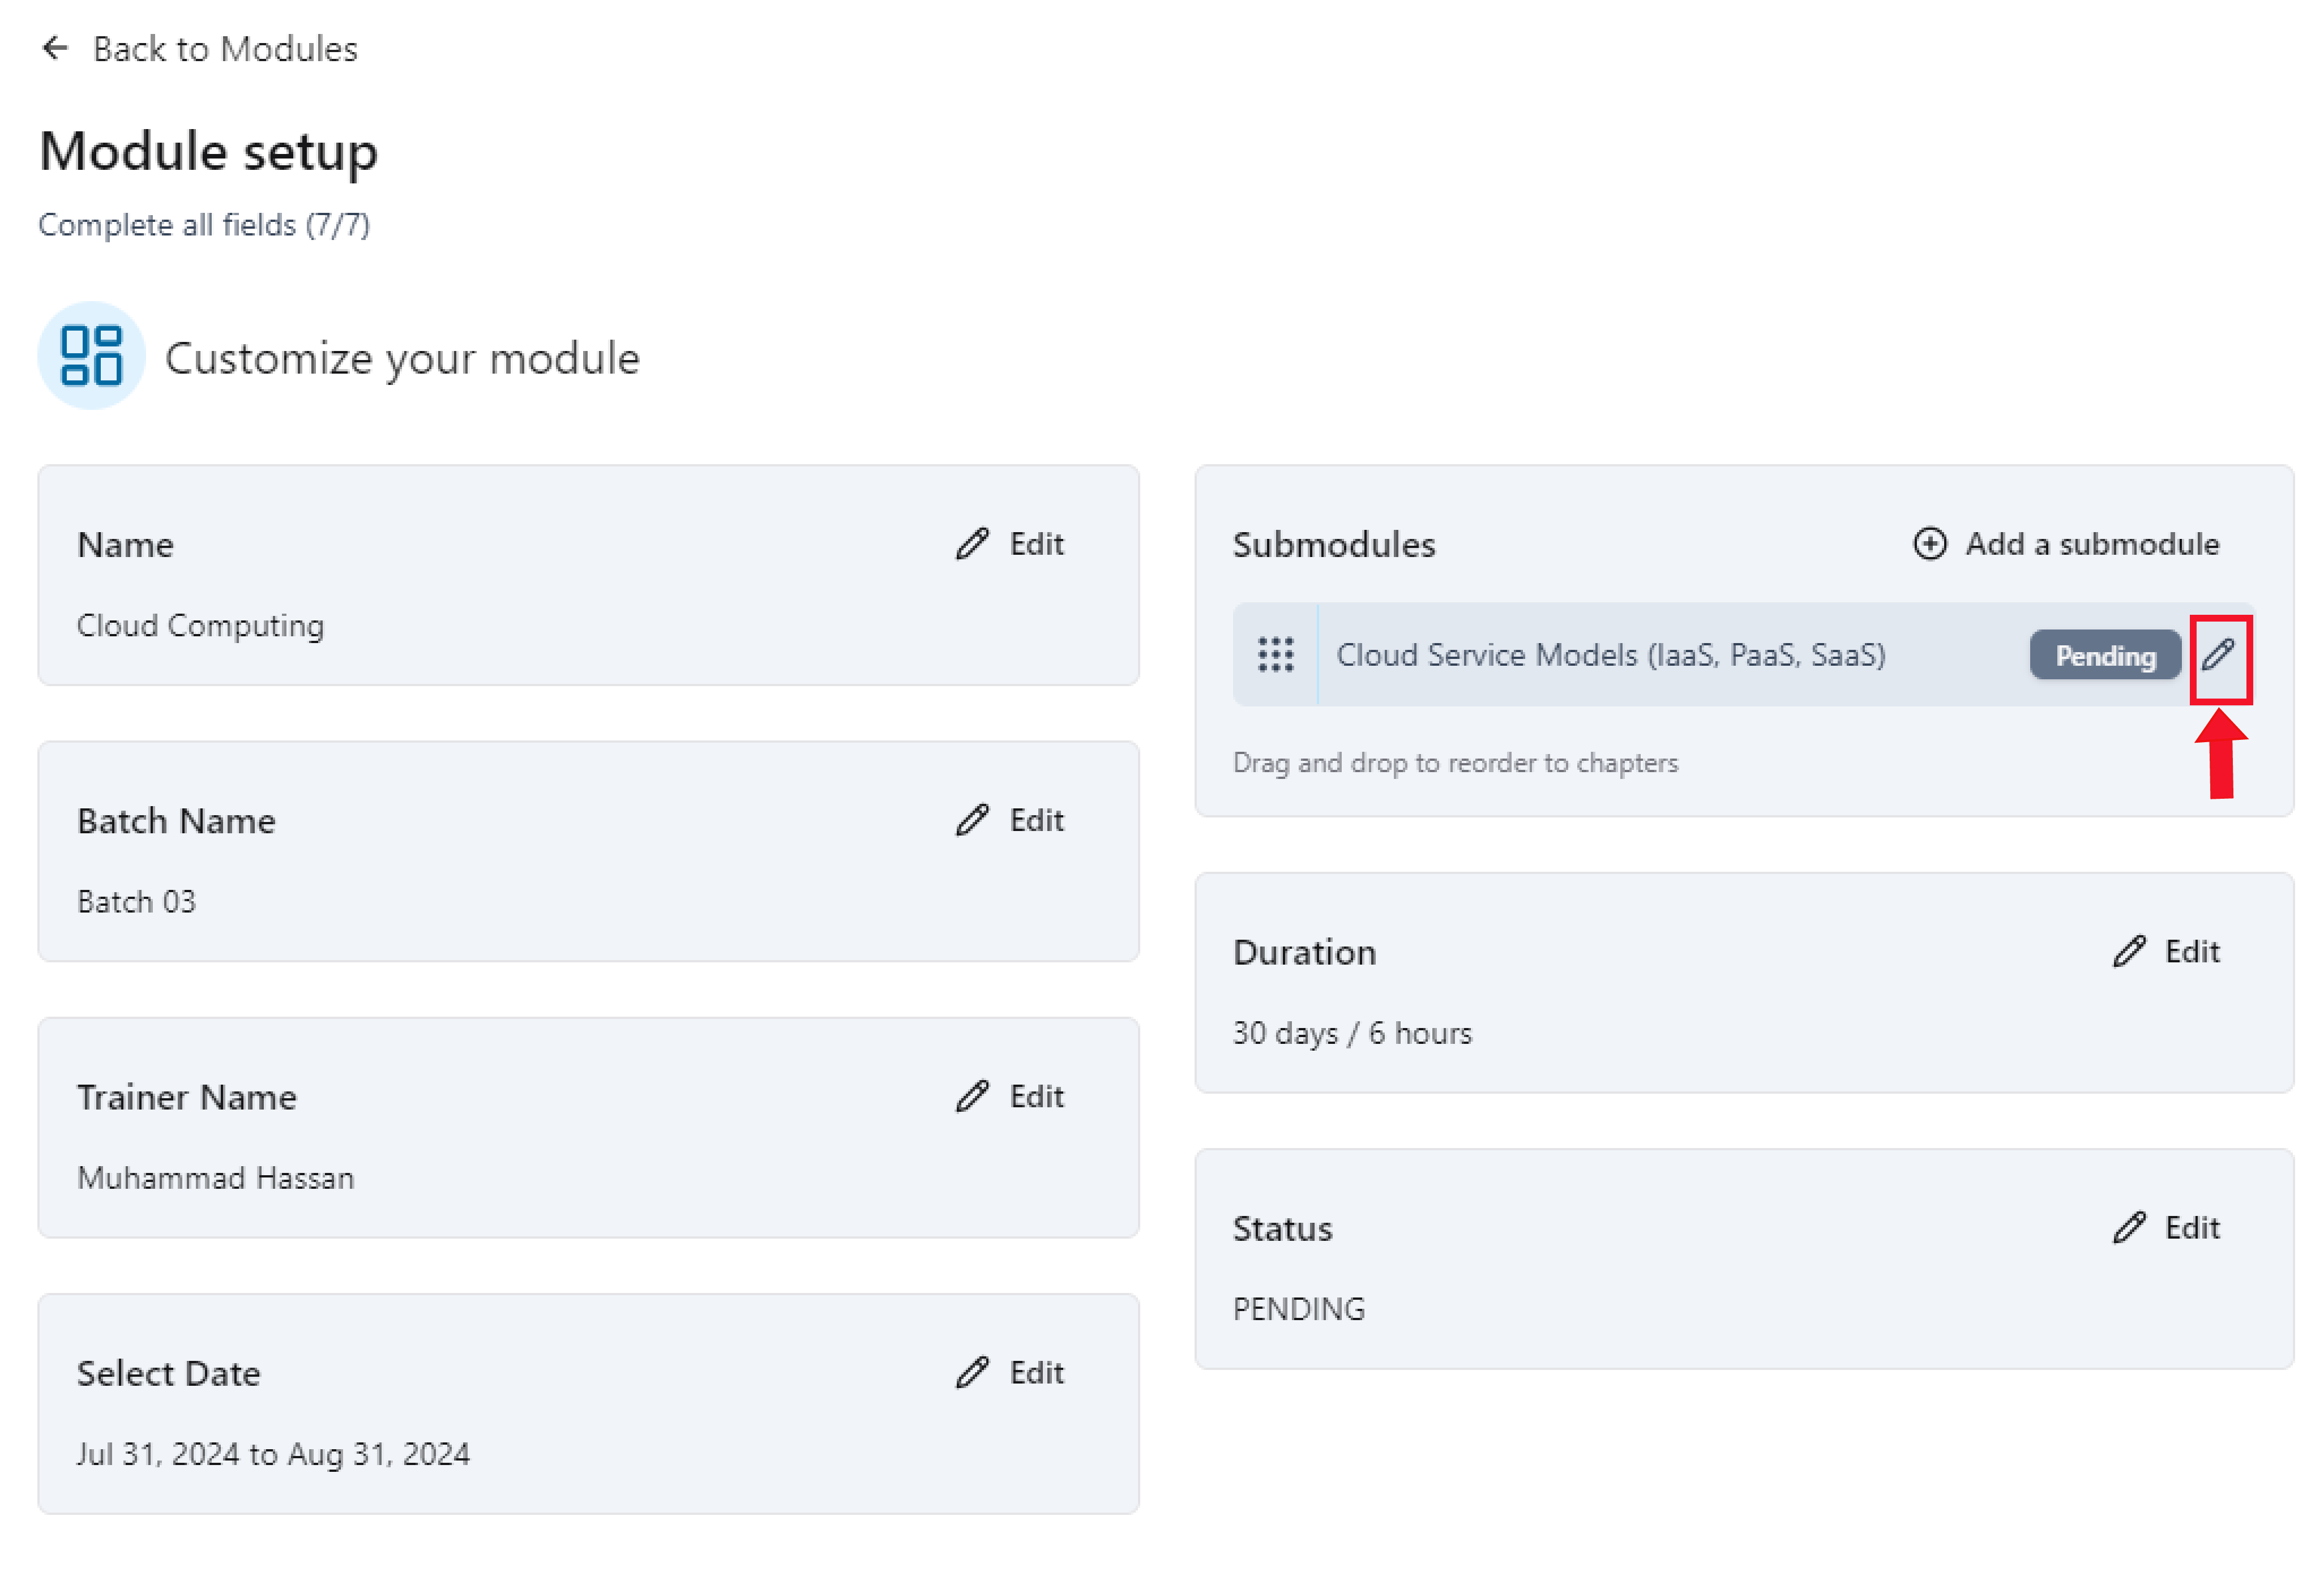 Back to Modules
Module setup
Complete all fields (7/7)
Customize your module
Name
Edit
Cloud Computing
Batch Name
Edit
Batch 03
Trainer Name
Edit
Muhammad Hassan
Select Date
Edit
Jul 31, 2024 to Aug 31, 2024
Submodules
Add a submodule
Cloud Service Models (IaaS, PaaS, SaaS)
Pending
Drag and drop to reorder to chapters
Duration
Edit
30 days / 6 hours
Status
Edit
PENDING